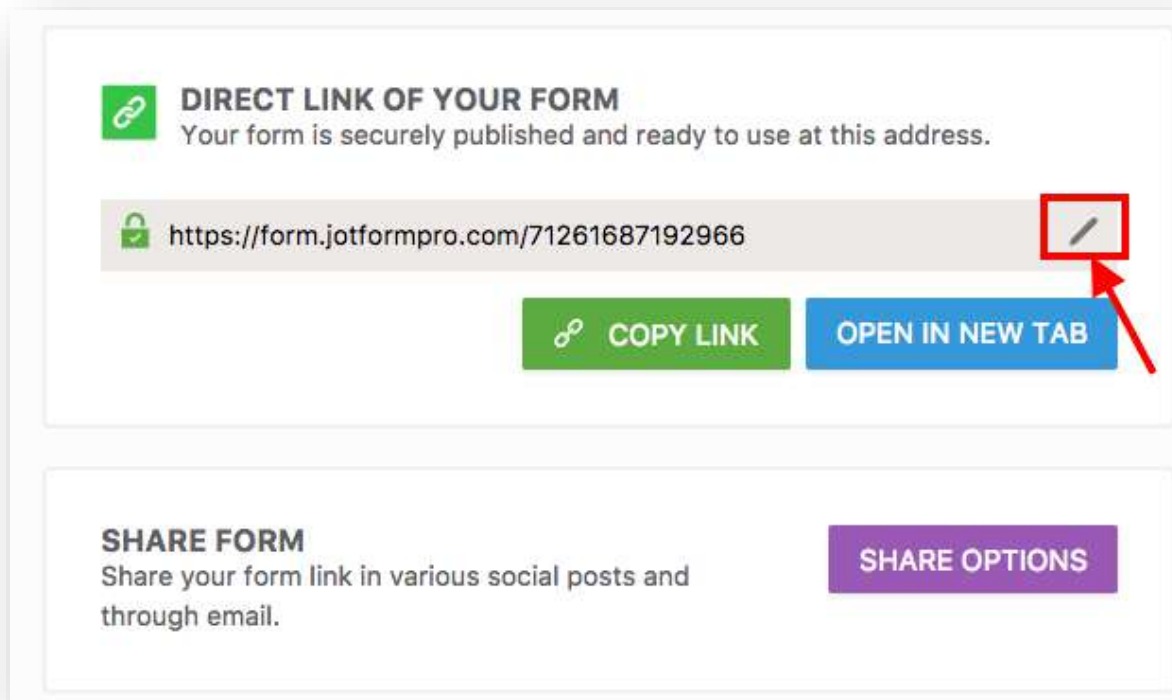 DIRECT LINK OF YOUR FORM
Your form is securely published and ready to use at this address.
https://form.jotformpro.com/71261687192966
COPY LINK
OPEN IN NEW TAB
SHARE FORM
Share your form link in various social posts and
through email.
SHARE OPTIONS